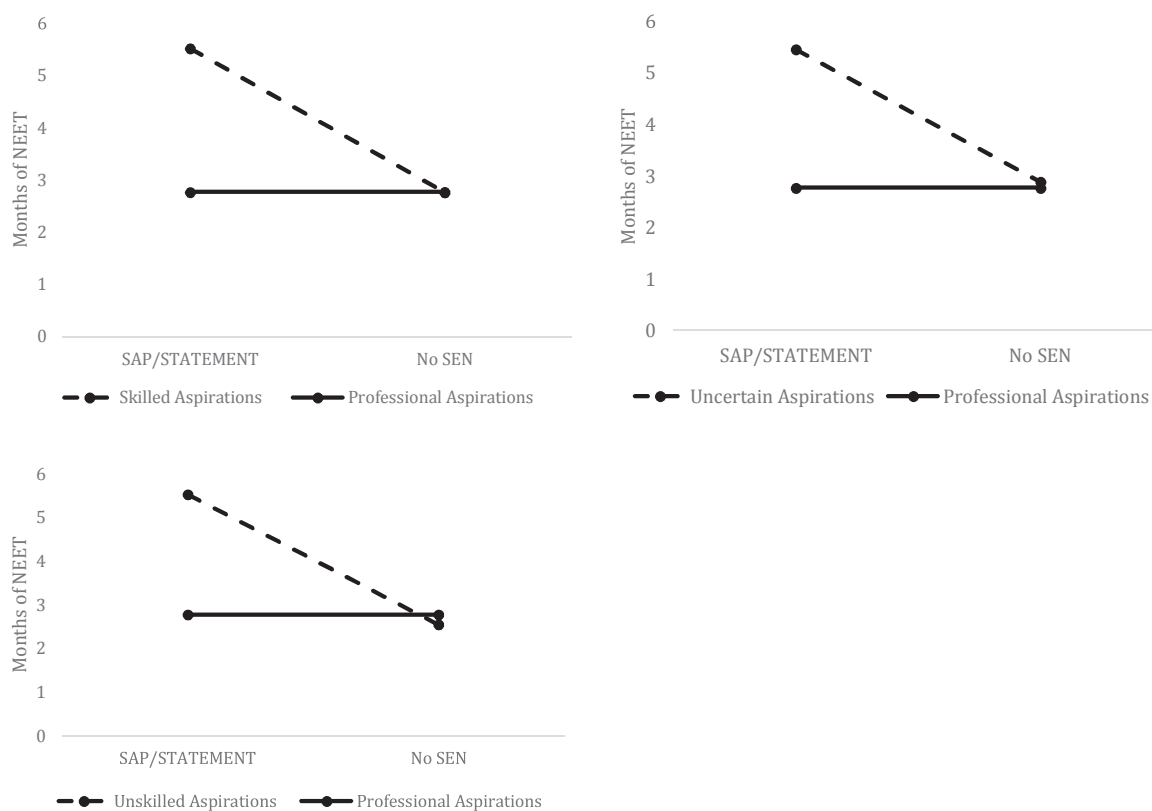 6
5
4
3
2
1
0
Months of NEET
SAP/STATEMENT No SEN
Skilled Aspirations Professional Aspirations
6
5
4
3
2
1
0
Months of NEET
SAP/STATEMENT No SEN
Uncertain Aspirations Professional Aspirations
6
5
4
3
2
1
0
Months of NEET
SAP/STATEMENT No SEN
Unskilled Aspirations Professional Aspirations